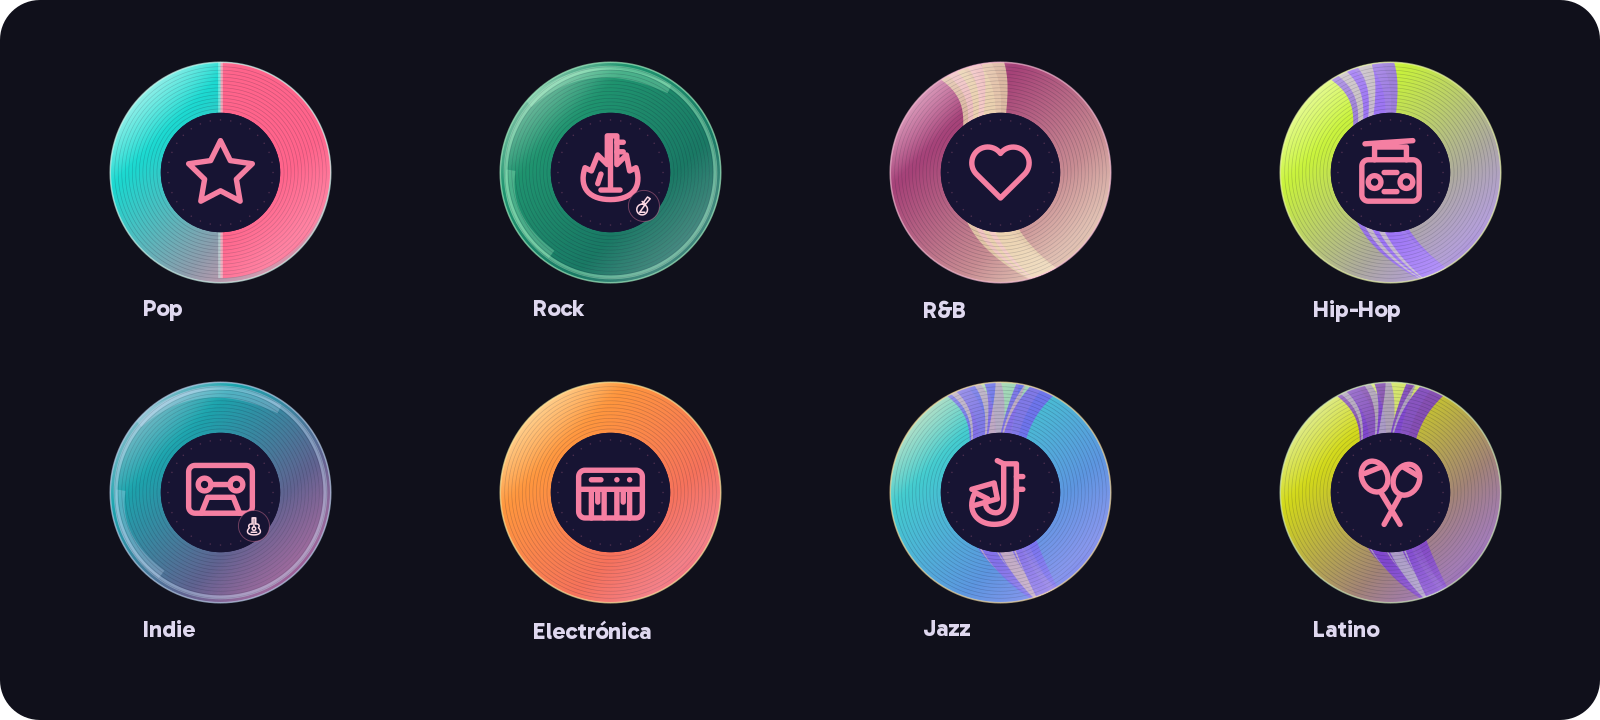 Pop
Rock
R&B
Hip-Hop
Indie
Electrónica
Jazz
Latino